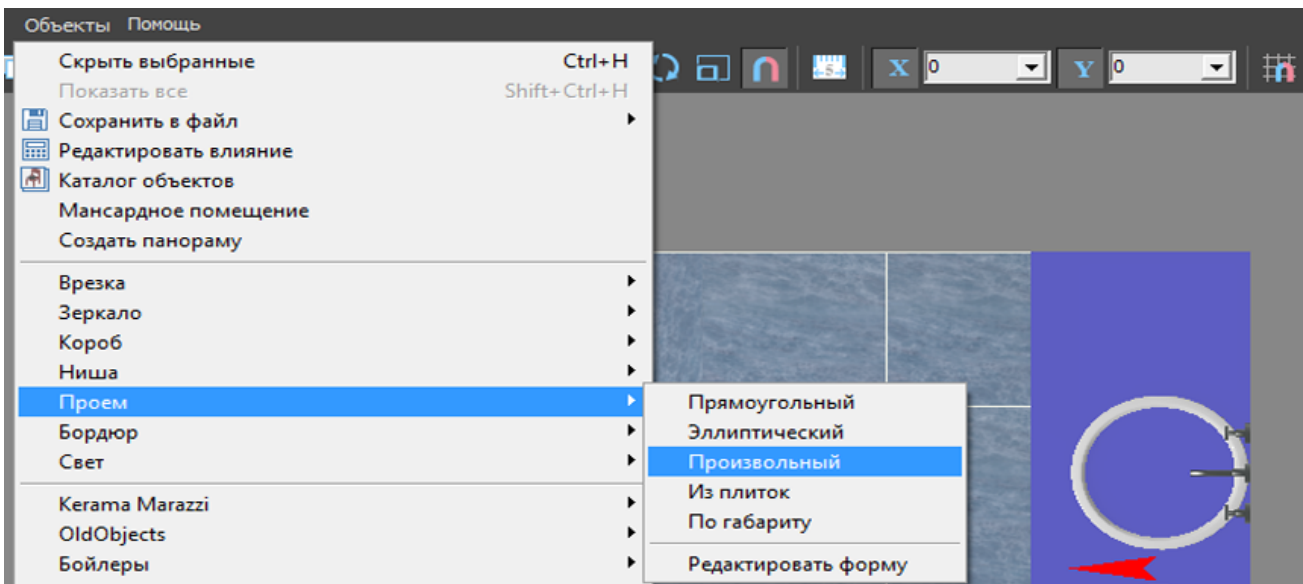 Объекты Помощь
Скрыть выбранные Ctrl+H
Показать все Shift+Ctrl+H
Сохранить в файл
Редактировать влияние
Каталог объектов
Мансардное помещение
Создать панораму
5
X 0 Y 0
Врезка
Зеркало
Короб
Ниша
Проем
Бордюр
Свет
Kerama Marazzi
OldObjects
Бойлеры
Прямоугольный
Эллиптический
Произвольный
Из плиток
По габариту
Редактировать форму